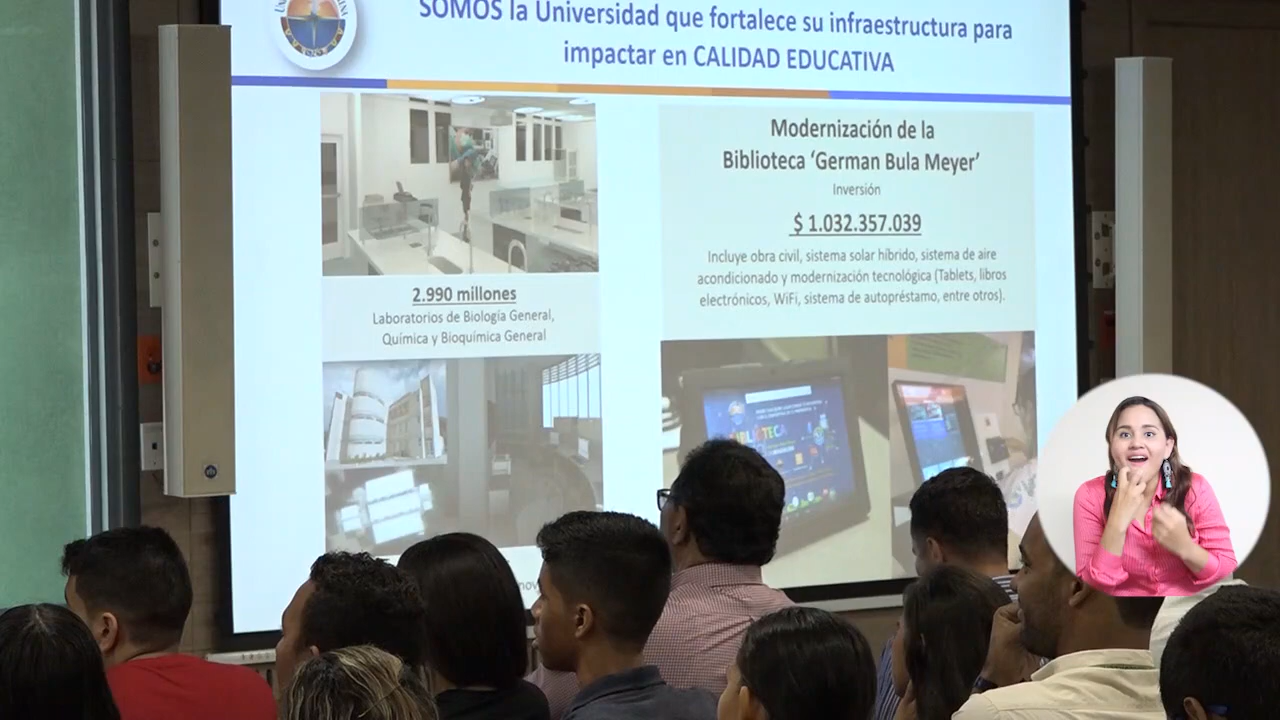 SOMOS la Universidad que fortalece su infraestructura para
impactar en CALIDAD EDUCATIVA
2.990 millones
Laboratorios de Biología General,
Química y Bioquímica General
Modernización de la
Biblioteca ‘German Bula Meyer’
Inversión
$ 1.032.357.039
Incluye obra civil, sistema solar híbrido, sistema de aire
acondicionado y modernización tecnológica (Tablets, libros
electrónicos, WiFi, sistema de autopréstamo, entre otros).
BIBLIOTECA